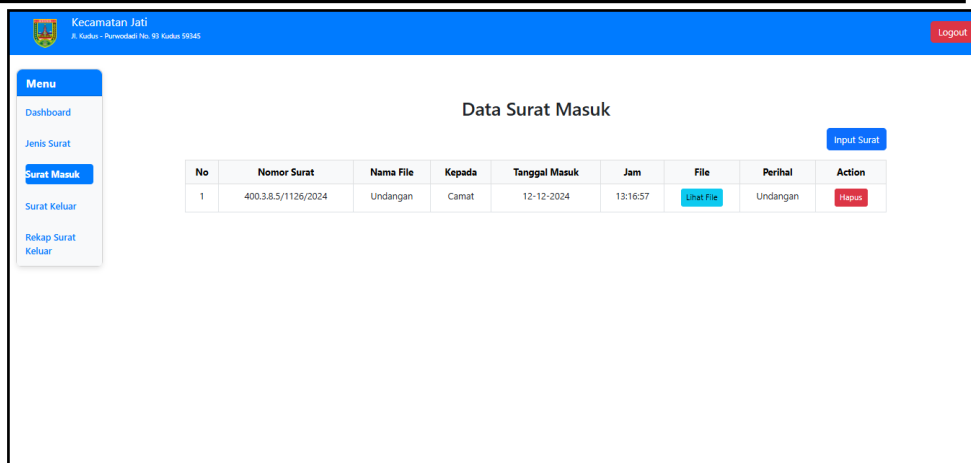 Kecamatan Jati
Jl. Kudus - Purwodadi No. 93 Kudus 59345
Logout
Menu
Dashboard
Jenis Surat
Surat Masuk
Surat Keluar
Rekap Surat
Keluar
Data Surat Masuk
Input Surat
No Nomor Surat Nama File Kepada Tanggal Masuk Jam File Perihal Action
1 400.3.8.5/1126/2024 Undangan Camat 12-12-2024 13:16:57 Lihat File Undangan Hapus